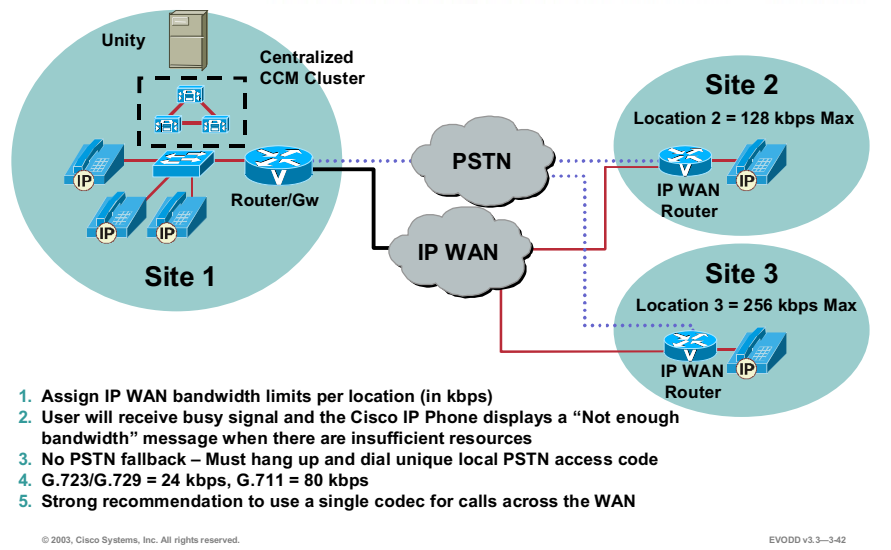 Unity
Centralized
CCM Cluster
IP
IP
IP
V
Router/Gw
Site 1
PSTN
IP WAN
Site 2
Location 2 = 128 kbps Max
V
IP
IP WAN
Router
Site 3
Location 3 = 256 kbps Max
V
IP
IP WAN
Router
1. Assign IP WAN bandwidth limits per location (in kbps)
2. User will receive busy signal and the Cisco IP Phone displays a “Not enough
bandwidth” message when there are insufficient resources
3. No PSTN fallback – Must hang up and dial unique local PSTN access code
4. G.723/G.729 = 24 kbps, G.711 = 80 kbps
5. Strong recommendation to use a single codec for calls across the WAN
© 2003, Cisco Systems, Inc. All rights reserved.
EVODD v3.3—3-42